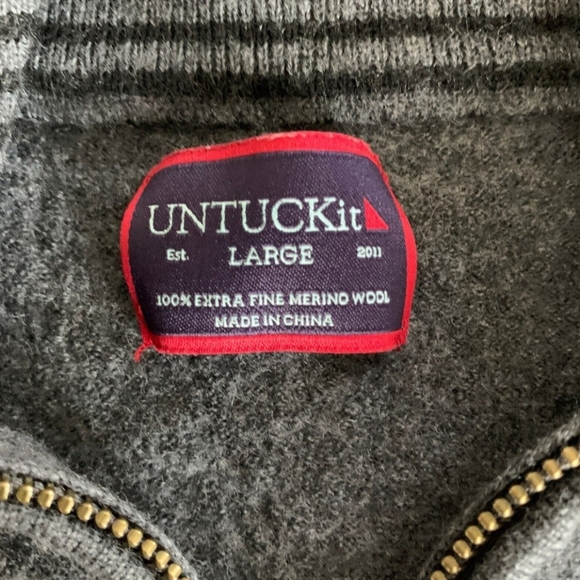 UNTUCKit
Est. LARGE 2011
100% EXTRA FINE MERINO WOOL
MADE IN CHINA